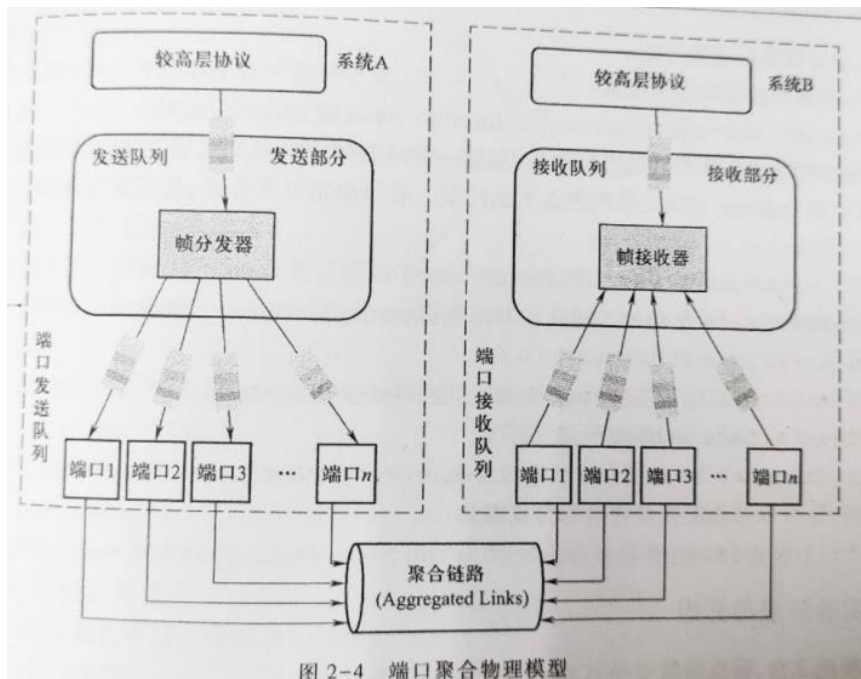 较高层协议
系统A
发送队列
发送部分
帧分发器
端口发送队列
端口1
端口2
端口3
…
端口n
较高层协议
系统B
接收队列
接收部分
帧接收器
端口接收队列
端口1
端口2
端口3
…
端口n
聚合链路
(Aggregated Links)
图 2-4 端口聚合物理模型